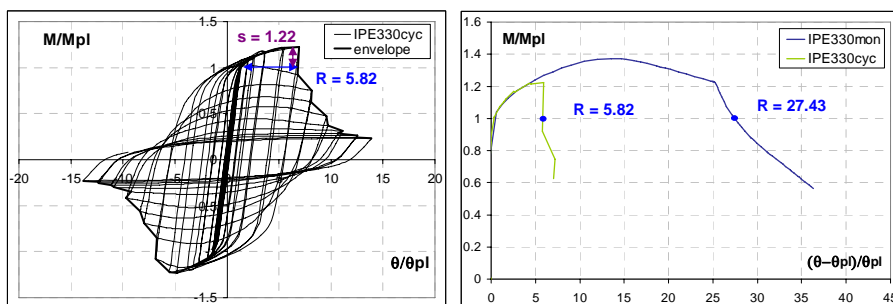 1.5
M/Mpl
s = 1.22
IPE330cyc
envelope
1
R = 5.82
0.5
0
-20
-15
-10
-5
0
5
10
15
20
0.5
θ/θpl
-1.5
1.6
M/Mpl
IPE330mon
IPE330cyc
1.4
1.2
1
R = 5.82
R = 27.43
0.8
0.6
0.4
0.2
(θ-θpl)/θpl
0
0
5
10
15
20
25
30
35
40
45